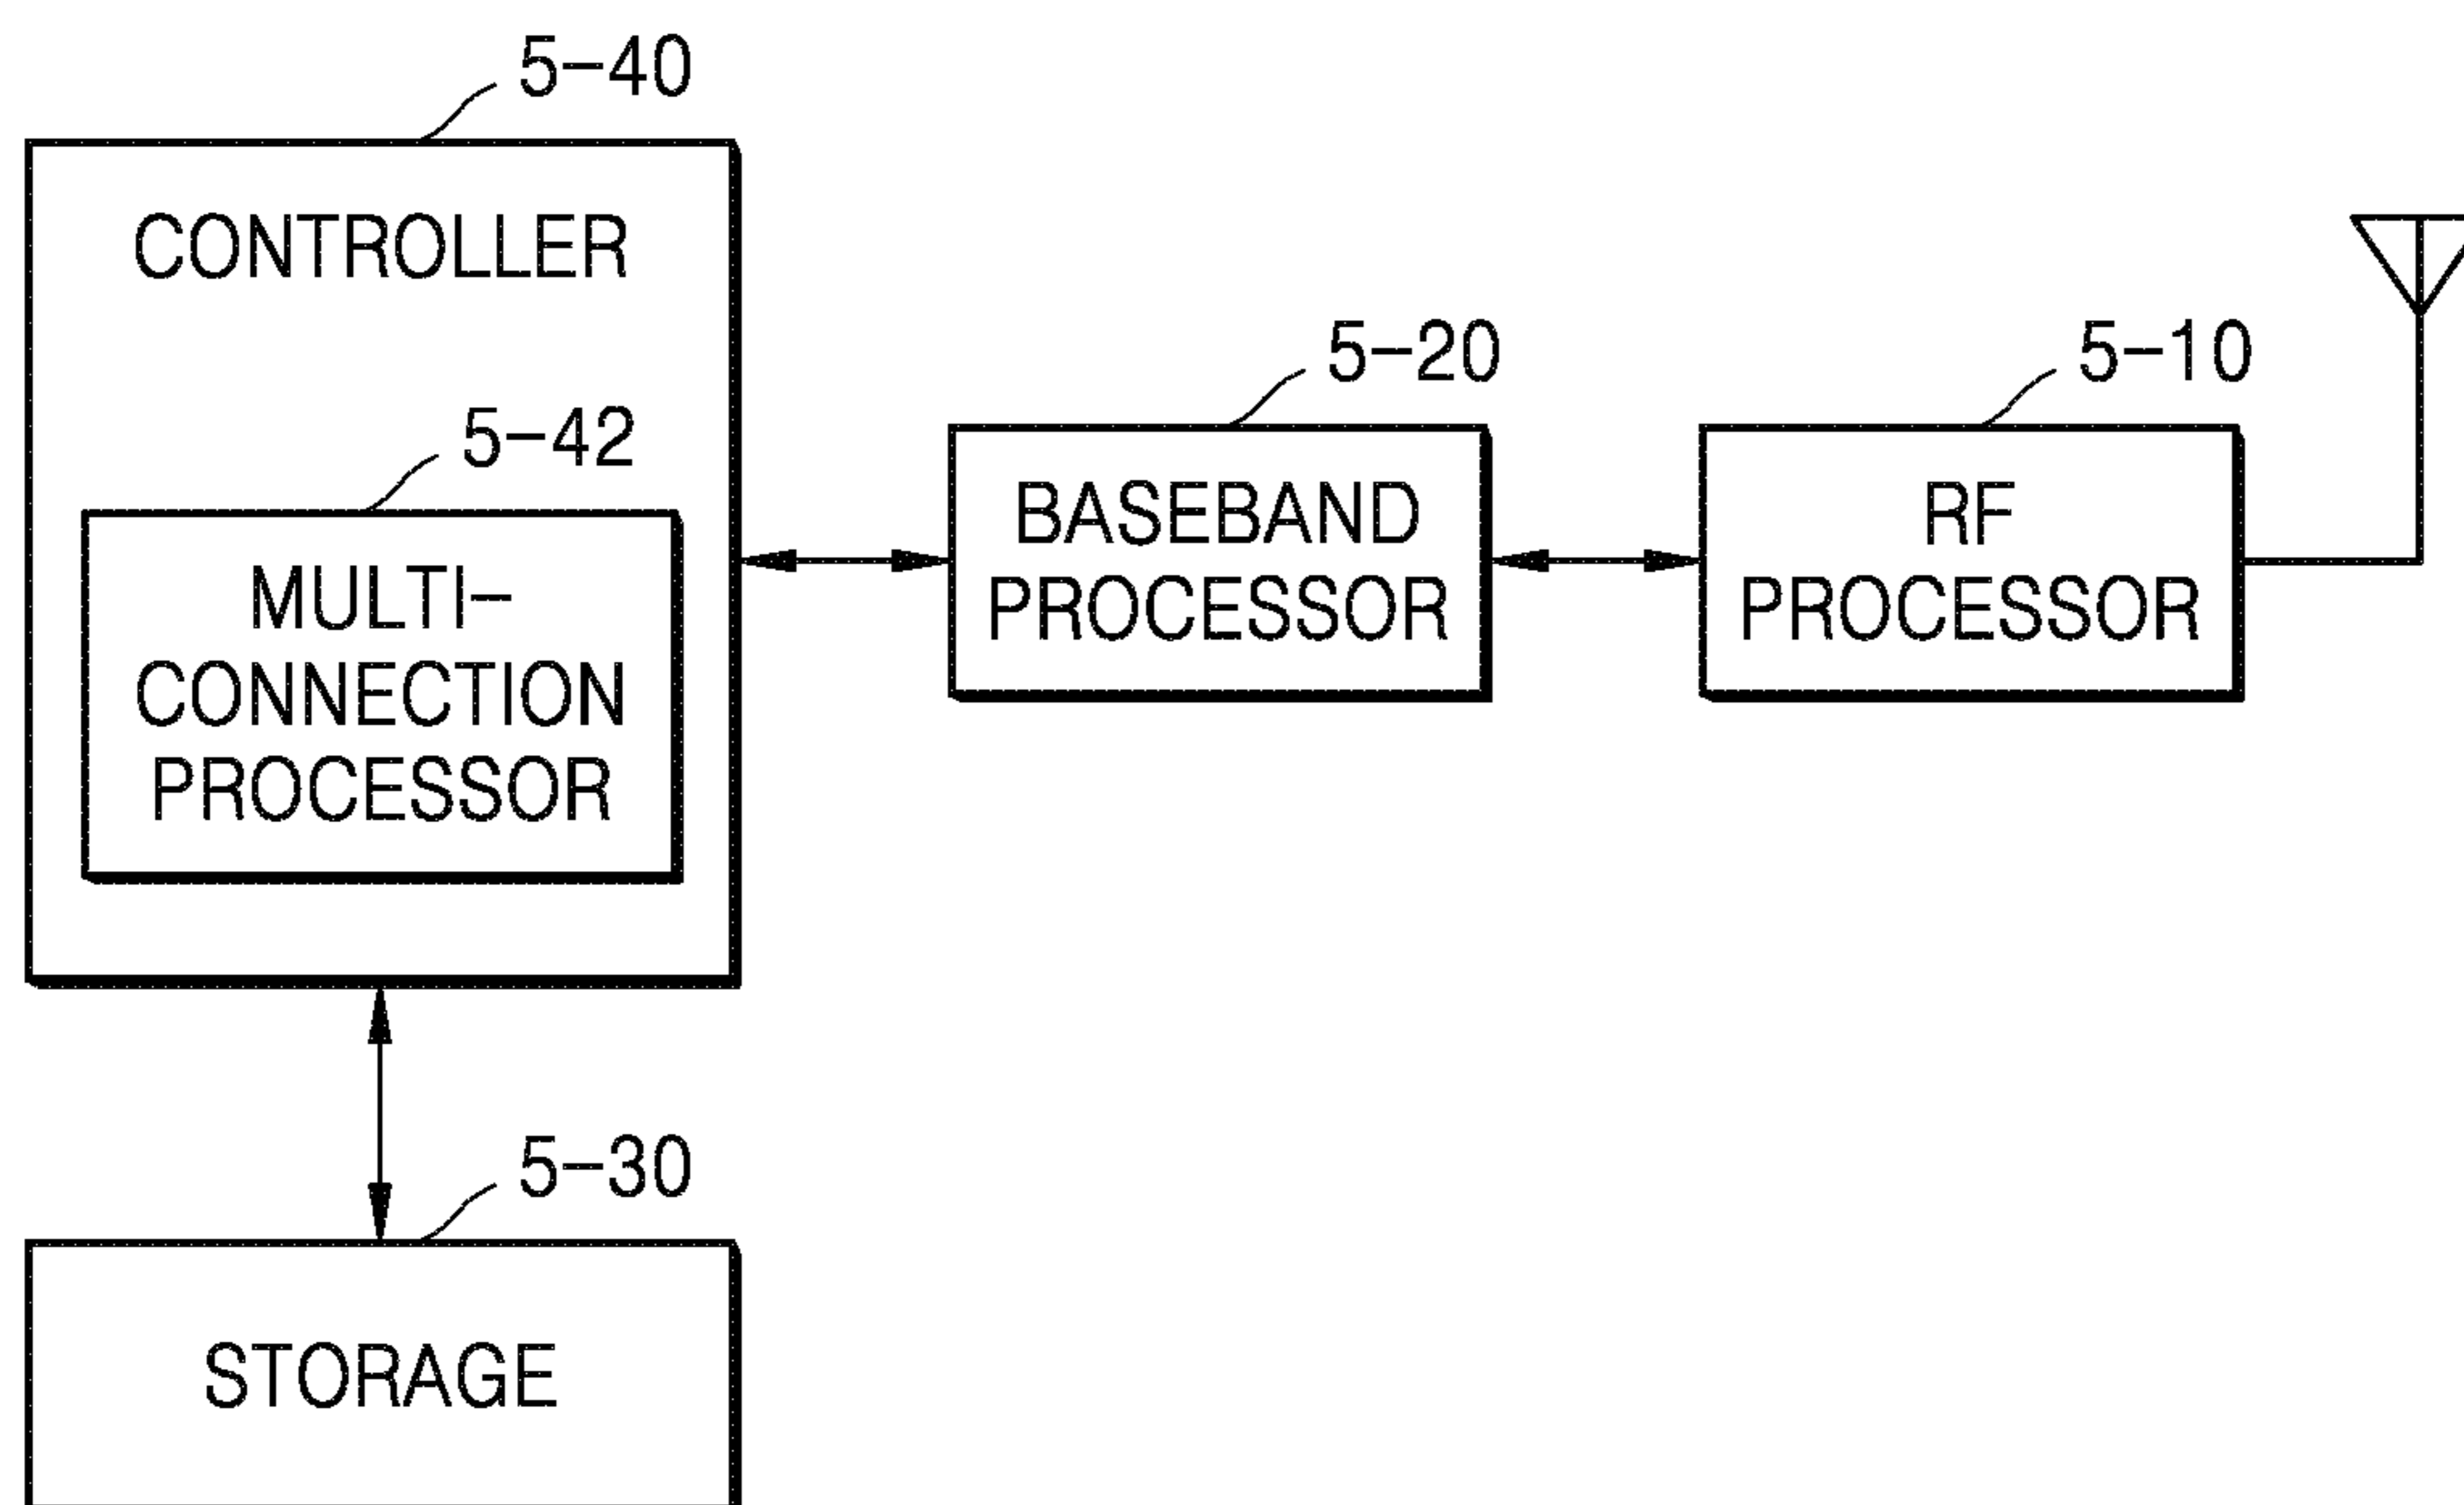 5-40
CONTROLLER
5-42
MULTI-
CONNECTION
PROCESSOR
5-20
BASEBAND
PROCESSOR
5-10
RF
PROCESSOR
5-30
STORAGE